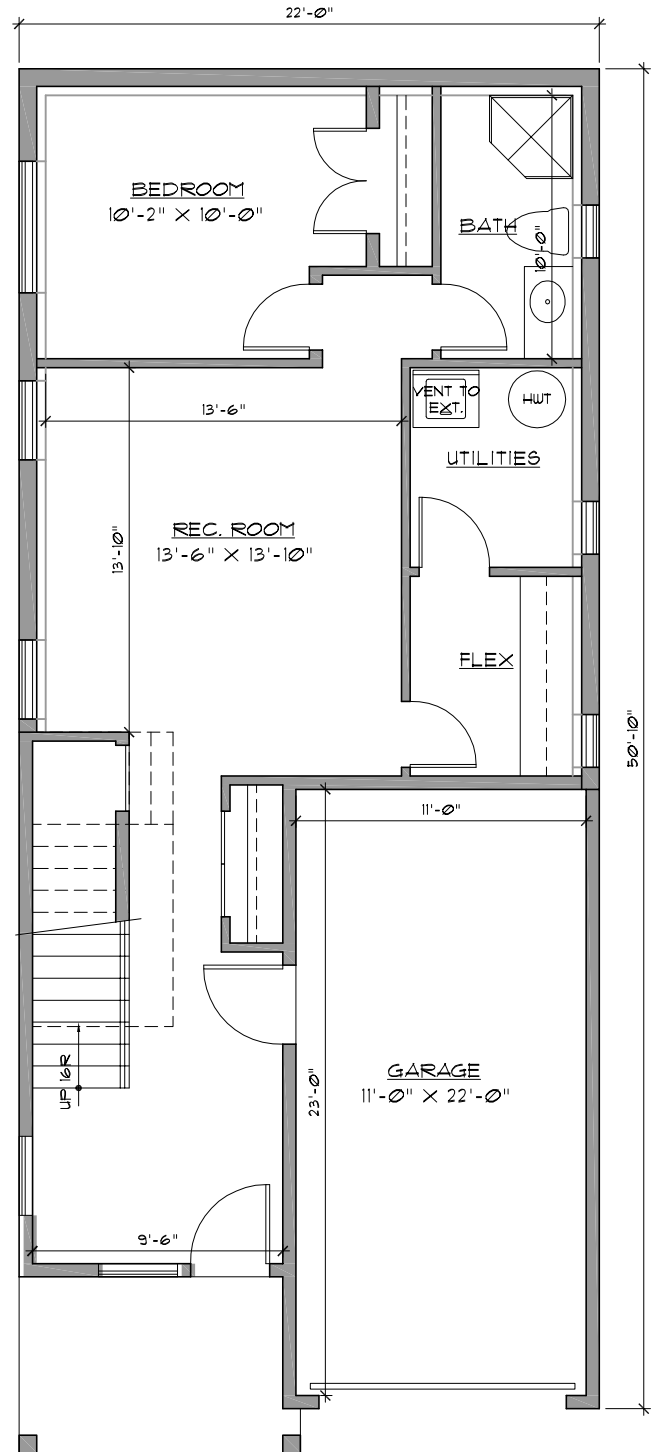 22'-0"
BEDROOM
10'-2" X 10'-0"
BATH
10'-0"
VENT TO
EXT.
HWT
13'-6"
UTILITIES
13'-10"
REC. ROOM
13'-6" X 13'-10"
FLEX
50'-10"
11'-0"
UP 16R
23'-0"
GARAGE
11'-0" X 22'-0"
9'-6"